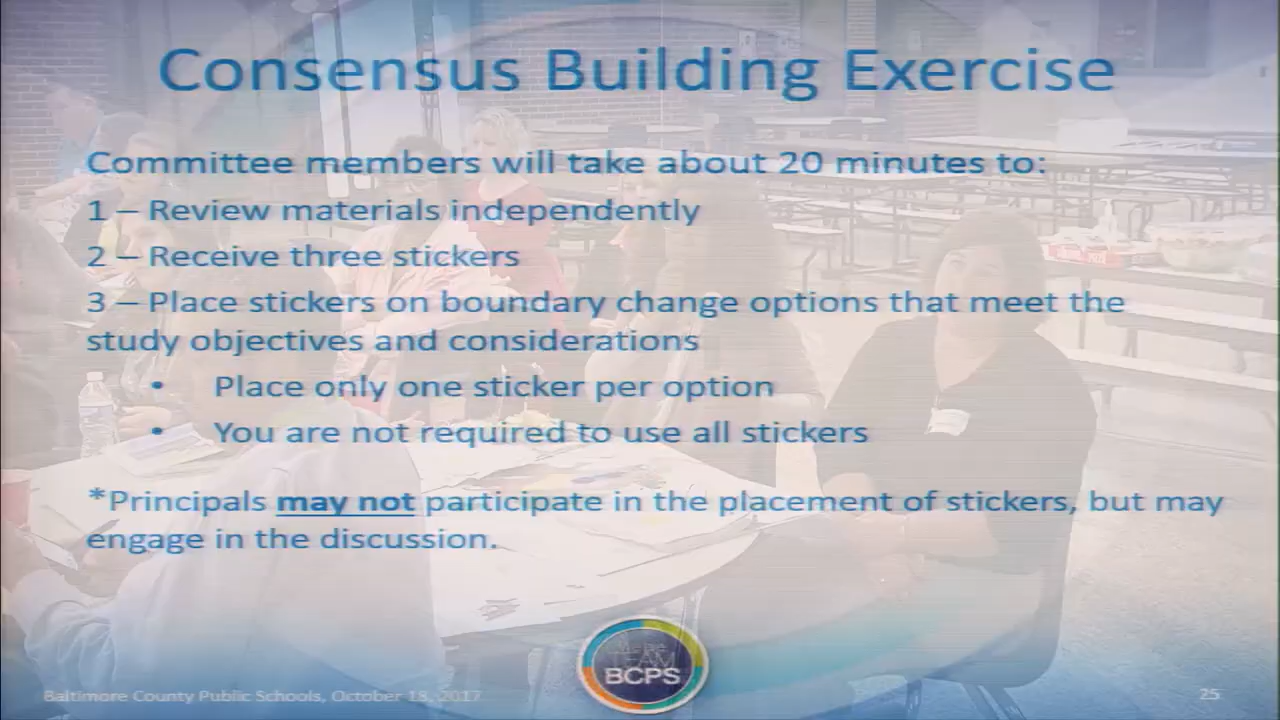 Consensus Building Exercise
Committee members will take about 20 minutes to:
1 – Review materials independently
2 – Receive three stickers
3 – Place stickers on boundary change options that meet the
study objectives and considerations
• Place only one sticker per option
• You are not required to use all stickers
*Principals may not participate in the placement of stickers, but may
engage in the discussion.
TEAM
BCPS
Baltimore County Public Schools, October 18, 2017
25